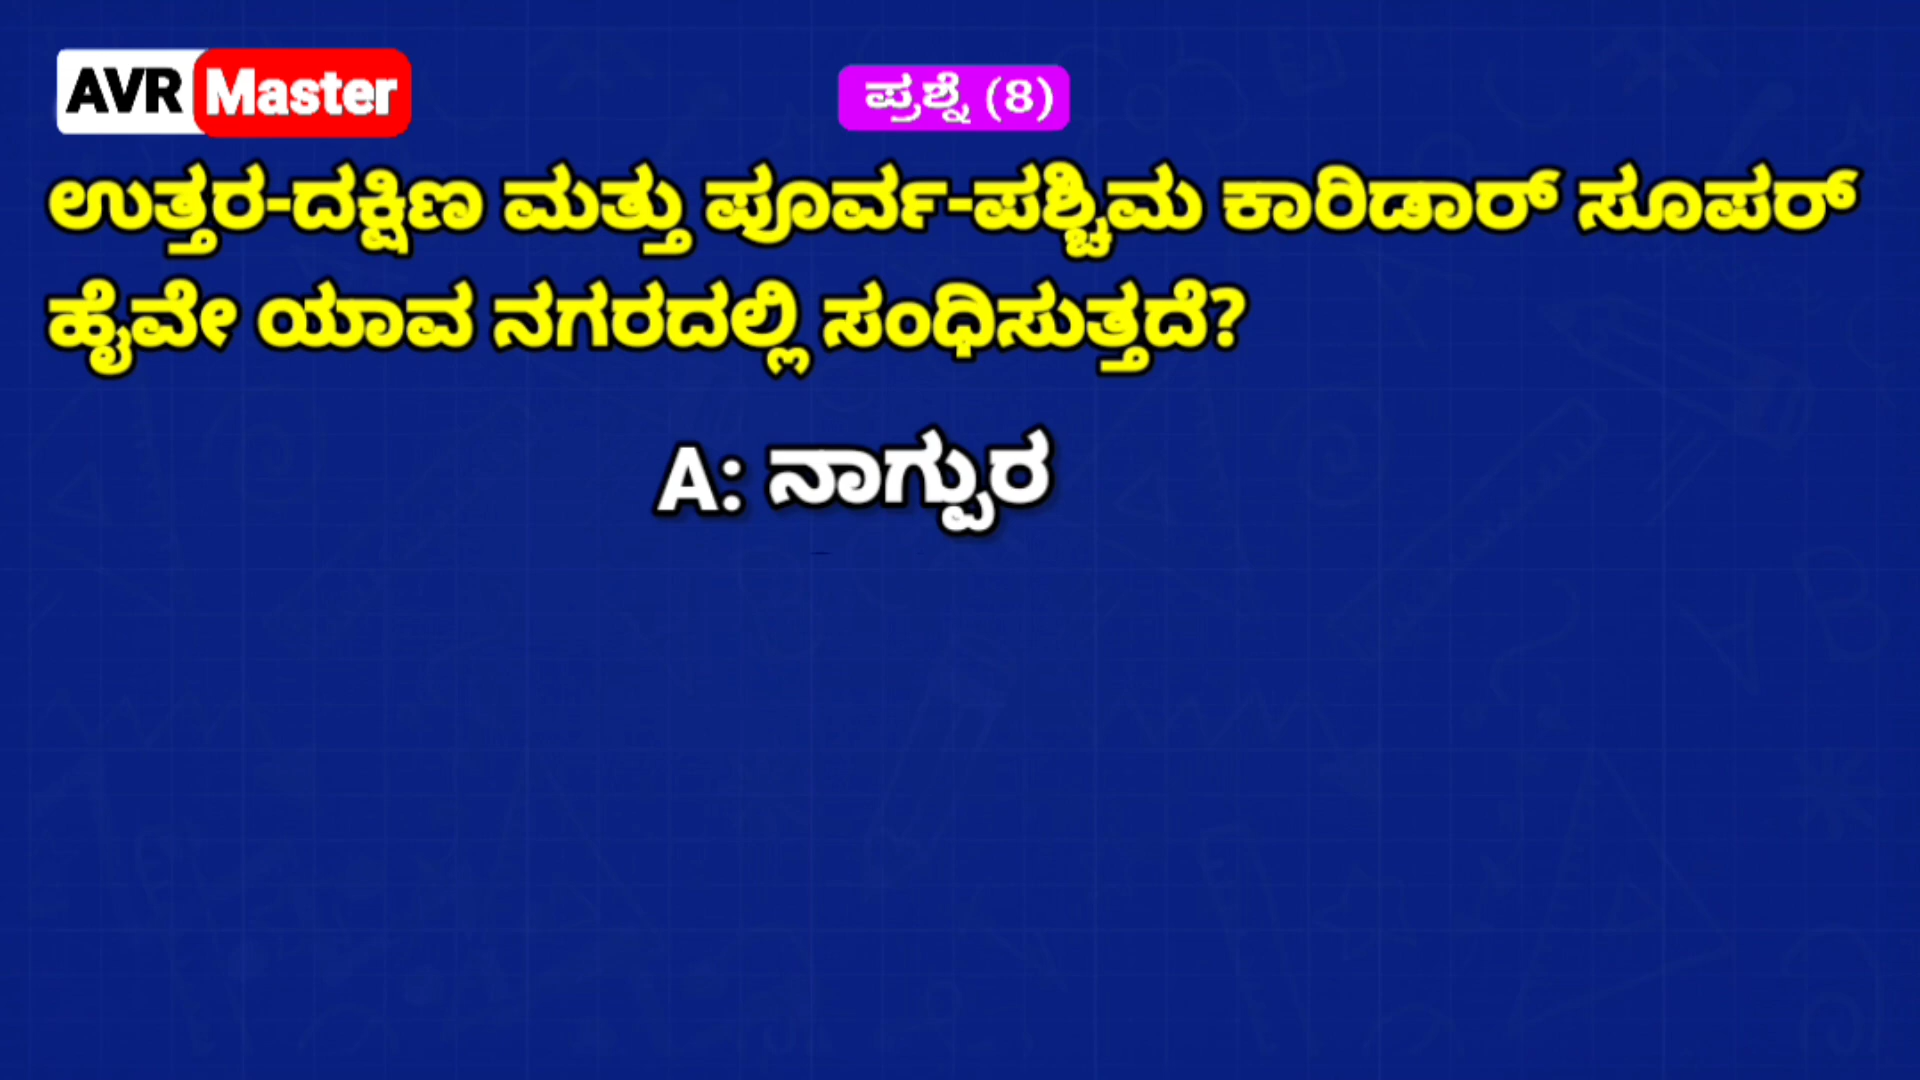 AVR Master
ಪ್ರಶ್ನೆ (8)
ಉತ್ತರ-ದಕ್ಷಿಣ ಮತ್ತು ಪೂರ್ವ-ಪಶ್ಚಿಮ ಕಾರಿಡಾರ್ ಸೂಪರ್
ಹೈವೇ ಯಾವ ನಗರದಲ್ಲಿ ಸಂಧಿಸುತ್ತದೆ?
A: ನಾಗ್ಪುರ